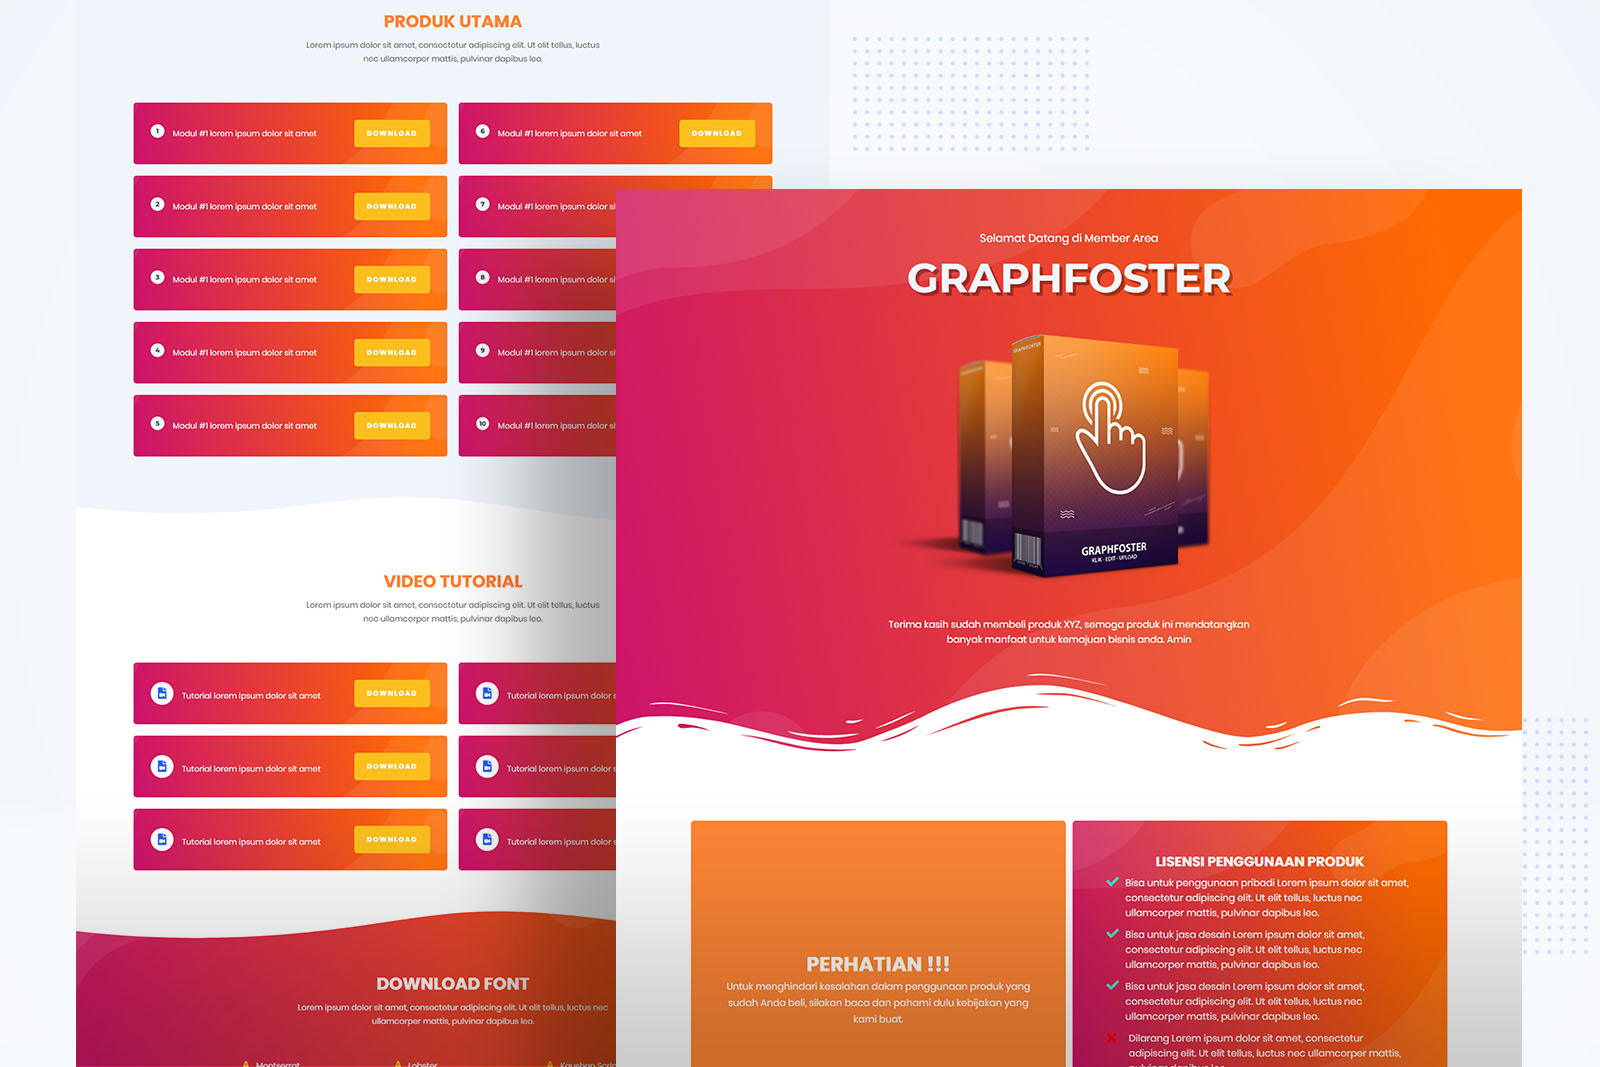 PRODUK UTAMA
Lorem ipsum dolor sit amet, consectetur adipiscing elit. Ut elit tellus, luctus
nec ullamcorper mattis, pulvinar dapibus leo.
1 Modul #1 lorem ipsum dolor sit amet DOWNLOAD
6 Modul #1 lorem ipsum dolor sit amet DOWNLOAD
2 Modul #1 lorem ipsum dolor sit amet DOWNLOAD
7 Modul #1 lorem ipsum dolor
3 Modul #1 lorem ipsum dolor sit amet DOWNLOAD
8 Modul #1 lorem ipsum dolor
4 Modul #1 lorem ipsum dolor sit amet DOWNLOAD
9 Modul #1 lorem ipsum dolor
5 Modul #1 lorem ipsum dolor sit amet DOWNLOAD
10 Modul #1 lorem ipsum dolor
VIDEO TUTORIAL
Lorem ipsum dolor sit amet, consectetur adipiscing elit. Ut elit tellus, luctus
nec ullamcorper mattis, pulvinar dapibus leo.
Tutorial lorem ipsum dolor sit amet DOWNLOAD
Tutorial lorem ipsum dolor
Tutorial lorem ipsum dolor sit amet DOWNLOAD
Tutorial lorem ipsum dolor
Tutorial lorem ipsum dolor sit amet DOWNLOAD
Tutorial lorem ipsum dolor
DOWNLOAD FONT
Lorem ipsum dolor sit amet, consectetur adipiscing elit. Ut elit tellus, luctus nec
ullamcorper mattis, pulvinar dapibus leo.
Montserrat
Lobster
Kaushan
Selamat Datang di Member Area
GRAPHFOSTER
GRAPHFOSTER
GRAPHFOSTER
KLIK - EDIT - UPLOAD
Terima kasih sudah membeli produk XYZ, semoga produk ini mendatangkan
banyak manfaat untuk kemajuan bisnis anda. Amin
PERHATIAN !!!
Untuk menghindari kesalahan dalam penggunaan produk yang
sudah Anda beli, silakan baca dan pahami dulu kebijakan yang
kami buat.
LISENSI PENGGUNAAN PRODUK
Bisa untuk penggunaan pribadi Lorem ipsum dolor sit amet,
consectetur adipiscing elit. Ut elit tellus, luctus nec
ullamcorper mattis, pulvinar dapibus leo.
Bisa untuk jasa desain Lorem ipsum dolor sit amet,
consectetur adipiscing elit. Ut elit tellus, luctus nec
ullamcorper mattis, pulvinar dapibus leo.
Bisa untuk jasa desain Lorem ipsum dolor sit amet,
consectetur adipiscing elit. Ut elit tellus, luctus nec
ullamcorper mattis, pulvinar dapibus leo.
Dilarang Lorem ipsum dolor sit amet, consectetur
adipiscing elit. Ut elit tellus, luctus nec ullamcorper mattis,